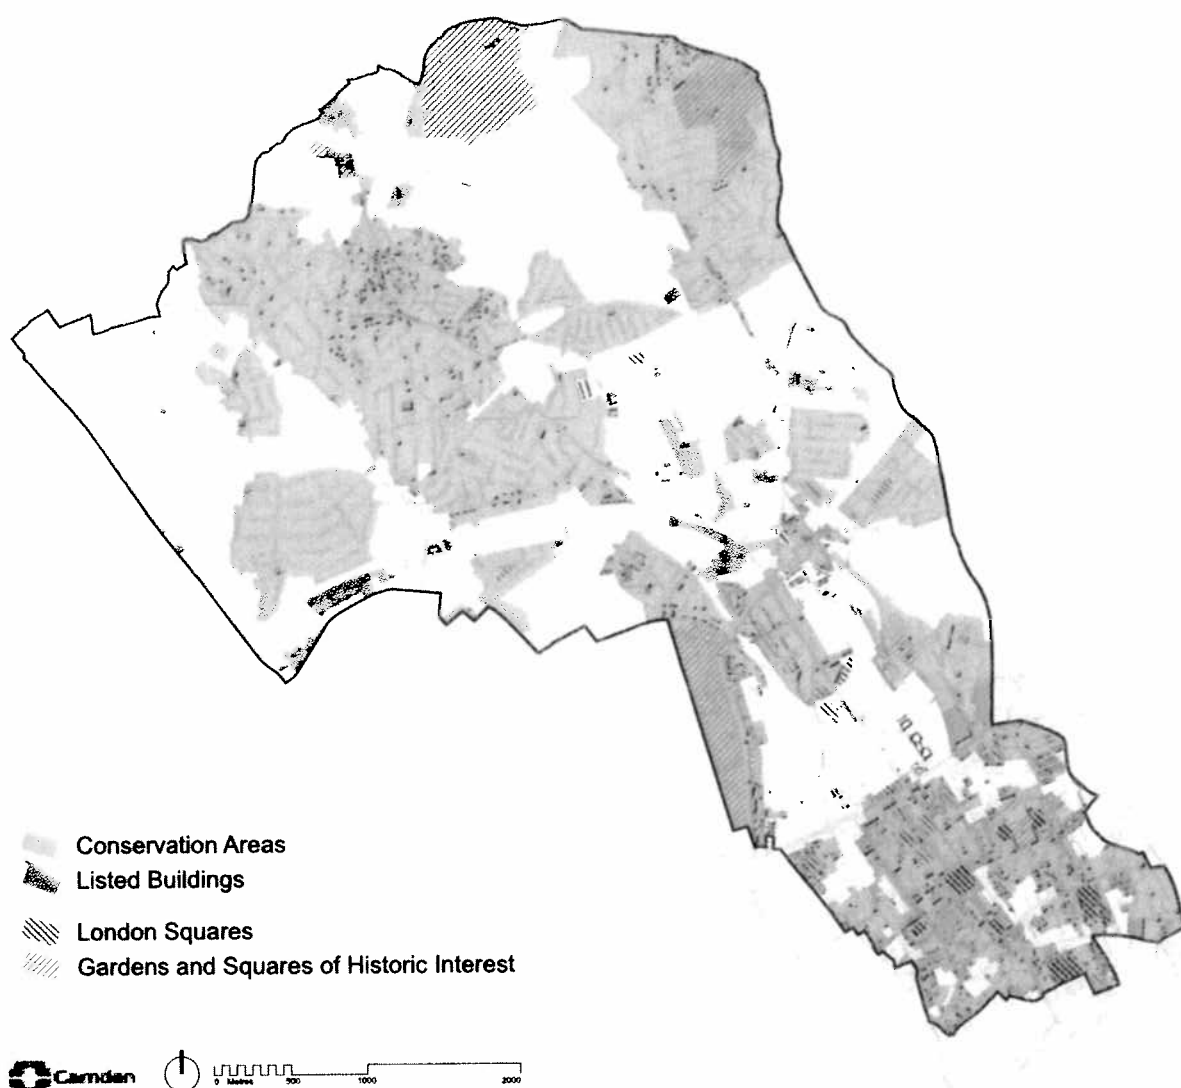 Conservation Areas
Listed Buildings
London Squares
Gardens and Squares of Historic Interest
Camden
0 Metres 500 1000 2000